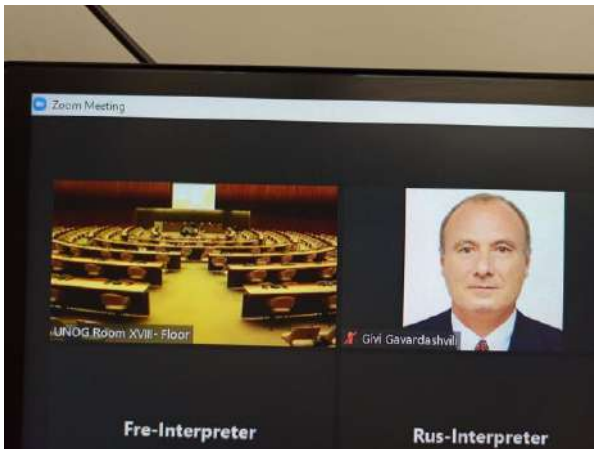 Zoom Meeting
UNOG Room XVIII- Floor
Givi Gavardashvili
Fre-Interpreter
Rus-Interpreter